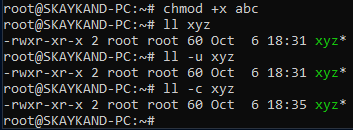 root@SKAYKAND-PC:~# chmod +x abc
root@SKAYKAND-PC:~# ll xyz
-rwxr-xr-x 2 root root 60 Oct  6 18:31 xyz*
root@SKAYKAND-PC:~# ll -u xyz
-rwxr-xr-x 2 root root 60 Oct  6 18:31 xyz*
root@SKAYKAND-PC:~# ll -c xyz
-rwxr-xr-x 2 root root 60 Oct  6 18:35 xyz*
root@SKAYKAND-PC:~#